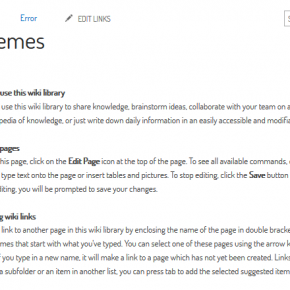 Error EDIT LINKS S
emes
use this wiki library
use this wiki library to share knowledge, brainstorm ideas, collaborate with your team on a
pedia of knowledge, or just write down daily information in an easily accessible and modifia
pages
his page, click on the Edit Page icon at the top of the page. To see all available commands,
type text onto the page or insert tables and pictures. To stop editing, click the Save button
diting, you will be prompted to save your changes.
g wiki links
link to another page in this wiki library by enclosing the name of the page in double bracke
emes that start with what you've typed. You can select one of these pages using the arrow k
f you type in a new name, it will make a link to a page which has not yet been created. Links
a subfolder or an item in another list, you can press tab to add the selected suggested item